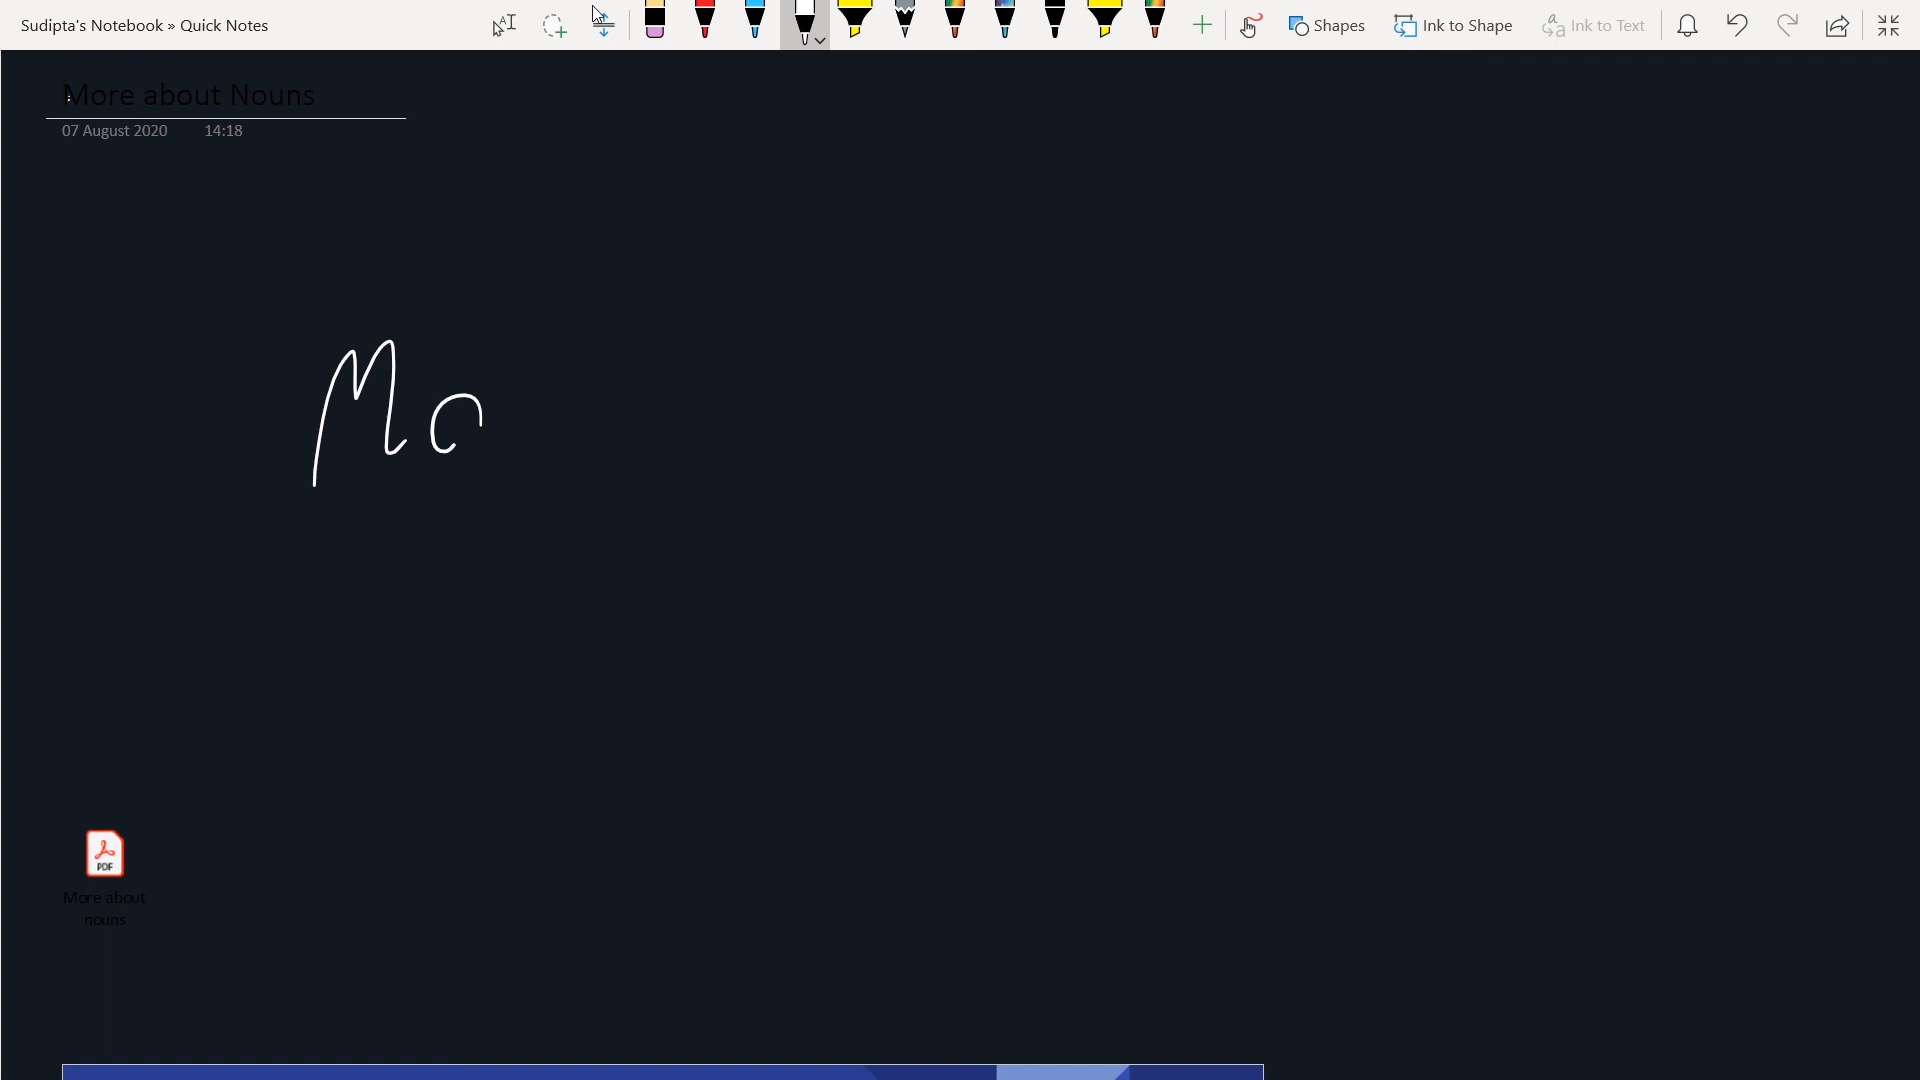 Sudipta's Notebook » Quick Notes
Shapes
Ink to Shape
Ink to Text
More about Nouns
07 August 2020 14:18
Mo
PDF
More about
nouns